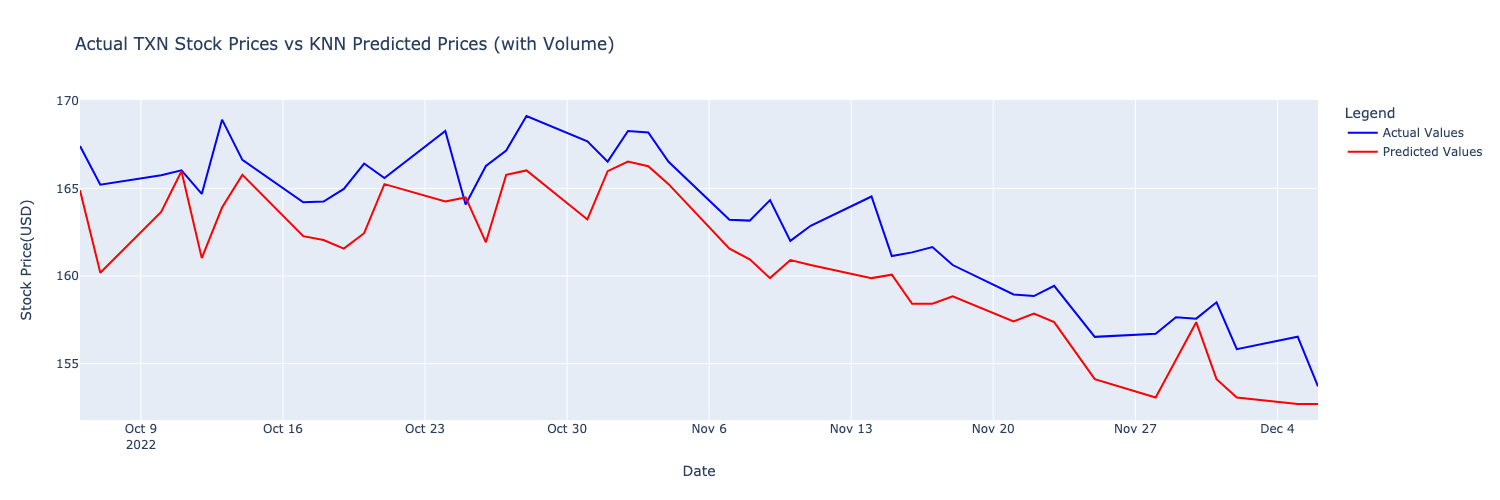 Actual TXN Stock Prices vs KNN Predicted Prices (with Volume)
Legend
Actual Values
Predicted Values
Stock Price(USD)
170
165
160
155
Oct 9
2022
Oct 16
Oct 23
Oct 30
Nov 6
Nov 13
Nov 20
Nov 27
Dec 4
Date